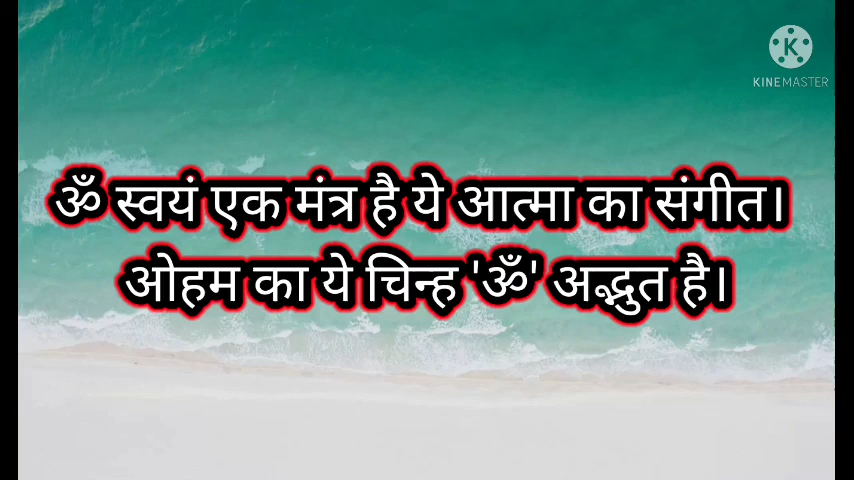 KINEMASTER
ॐ स्वयं एक मंत्र है ये आत्मा का संगीत।
ओहम का ये चिन्ह 'ॐ' अद्भुत है।